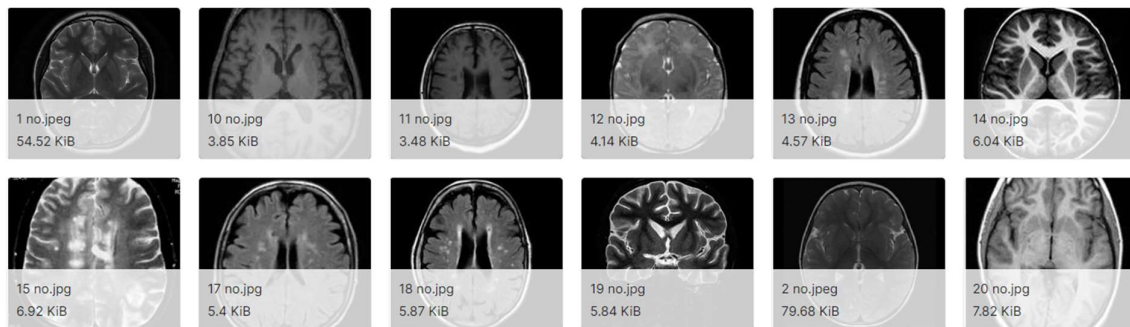 1 no.jpeg
54.52 KiB
10 no.jpg
3.85 KiB
11 no.jpg
3.48 KiB
12 no.jpg
4.14 KiB
13 no.jpg
4.57 KiB
14 no.jpg
6.04 KiB
15 no.jpg
6.92 KiB
17 no.jpg
5.4 KiB
18 no.jpg
5.87 KiB
19 no.jpg
5.84 KiB
2 no.jpeg
79.68 KiB
20 no.jpg
7.82 KiB